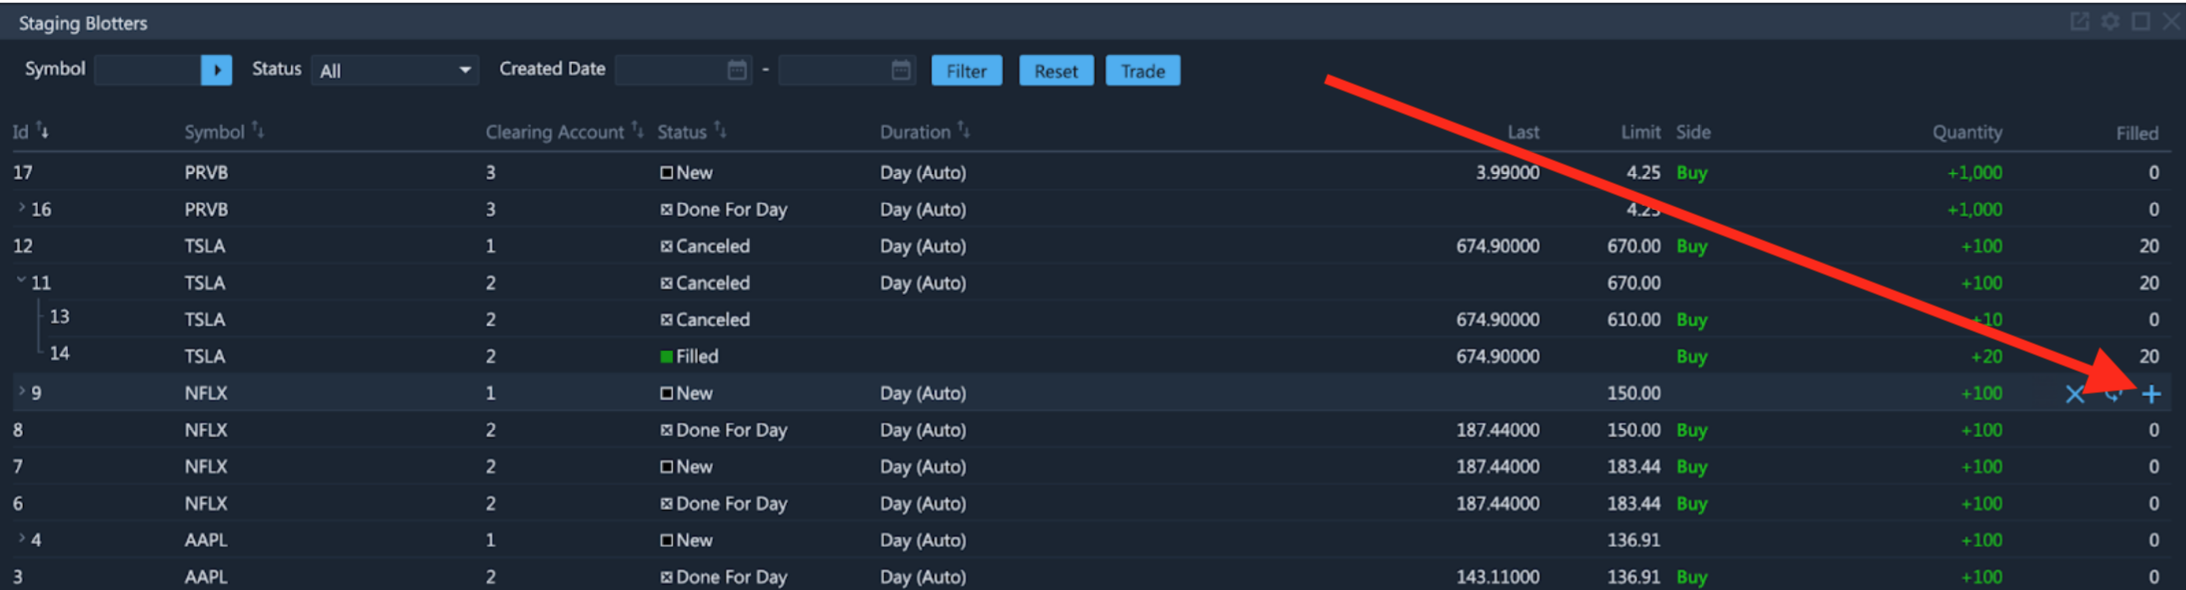 Staging Blotters
Symbol Status All Created Date - Filter Reset Trade
Id Symbol Clearing Account Status Duration Last Limit Side Quantity Filled
17 PRVB 3 New Day (Auto) 3.99000 4.25 Buy +1,000 0
16 PRVB 3 Done For Day Day (Auto) 4.25 +1,000 0
12 TSLA 1 Canceled Day (Auto) 674.90000 670.00 Buy +100 20
11 TSLA 2 Canceled Day (Auto) 670.00 +100 20
13 TSLA 2 Canceled 674.90000 610.00 Buy +10 0
14 TSLA 2 Filled 674.90000 Buy +20 20
9 NFLX 1 New Day (Auto) 150.00 +100
8 NFLX 2 Done For Day Day (Auto) 187.44000 150.00 Buy +100 0
7 NFLX 2 New Day (Auto) 187.44000 183.44 Buy +100 0
6 NFLX 2 Done For Day Day (Auto) 187.44000 183.44 Buy +100 0
4 AAPL 1 New Day (Auto) 136.91 +100 0
3 AAPL 2 Done For Day Day (Auto) 143.11000 136.91 Buy +100 0